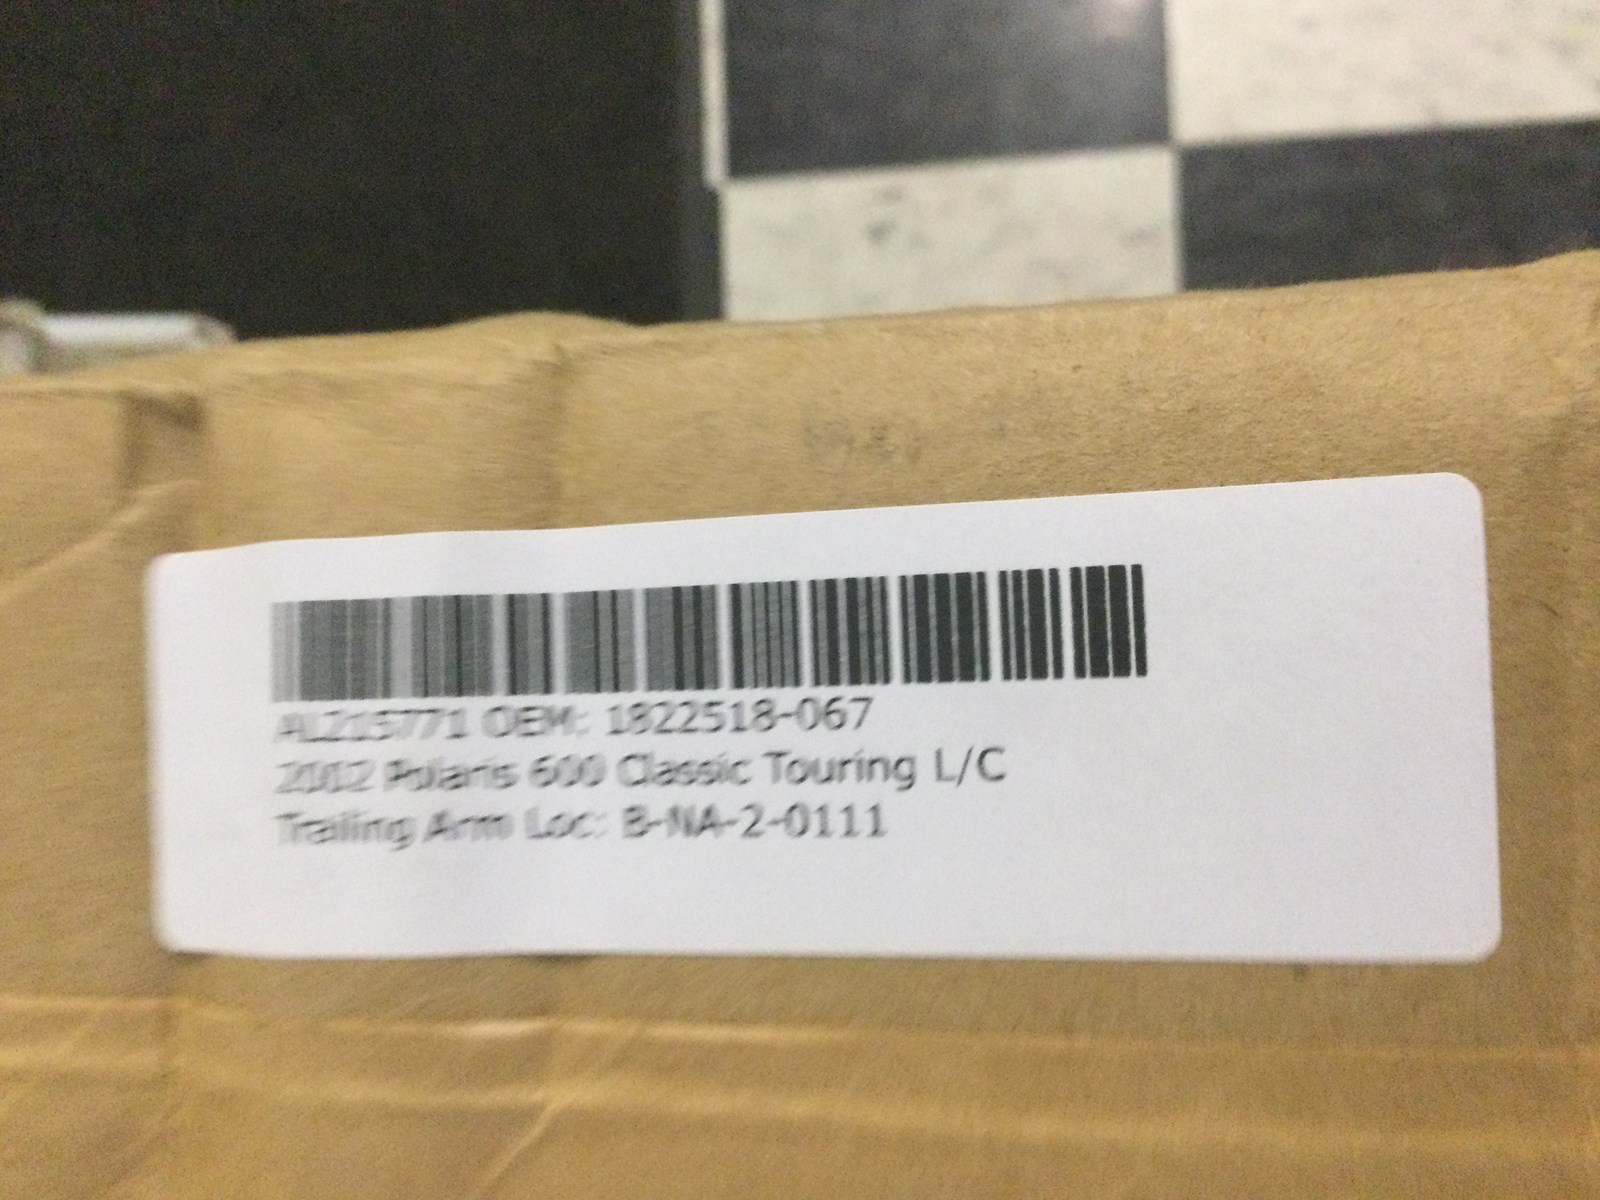 AL215771 OEM: 1822518-067
2002 Polaris 600 Classic Touring L/C
Trailing Arm Loc: B-NA-2-0111